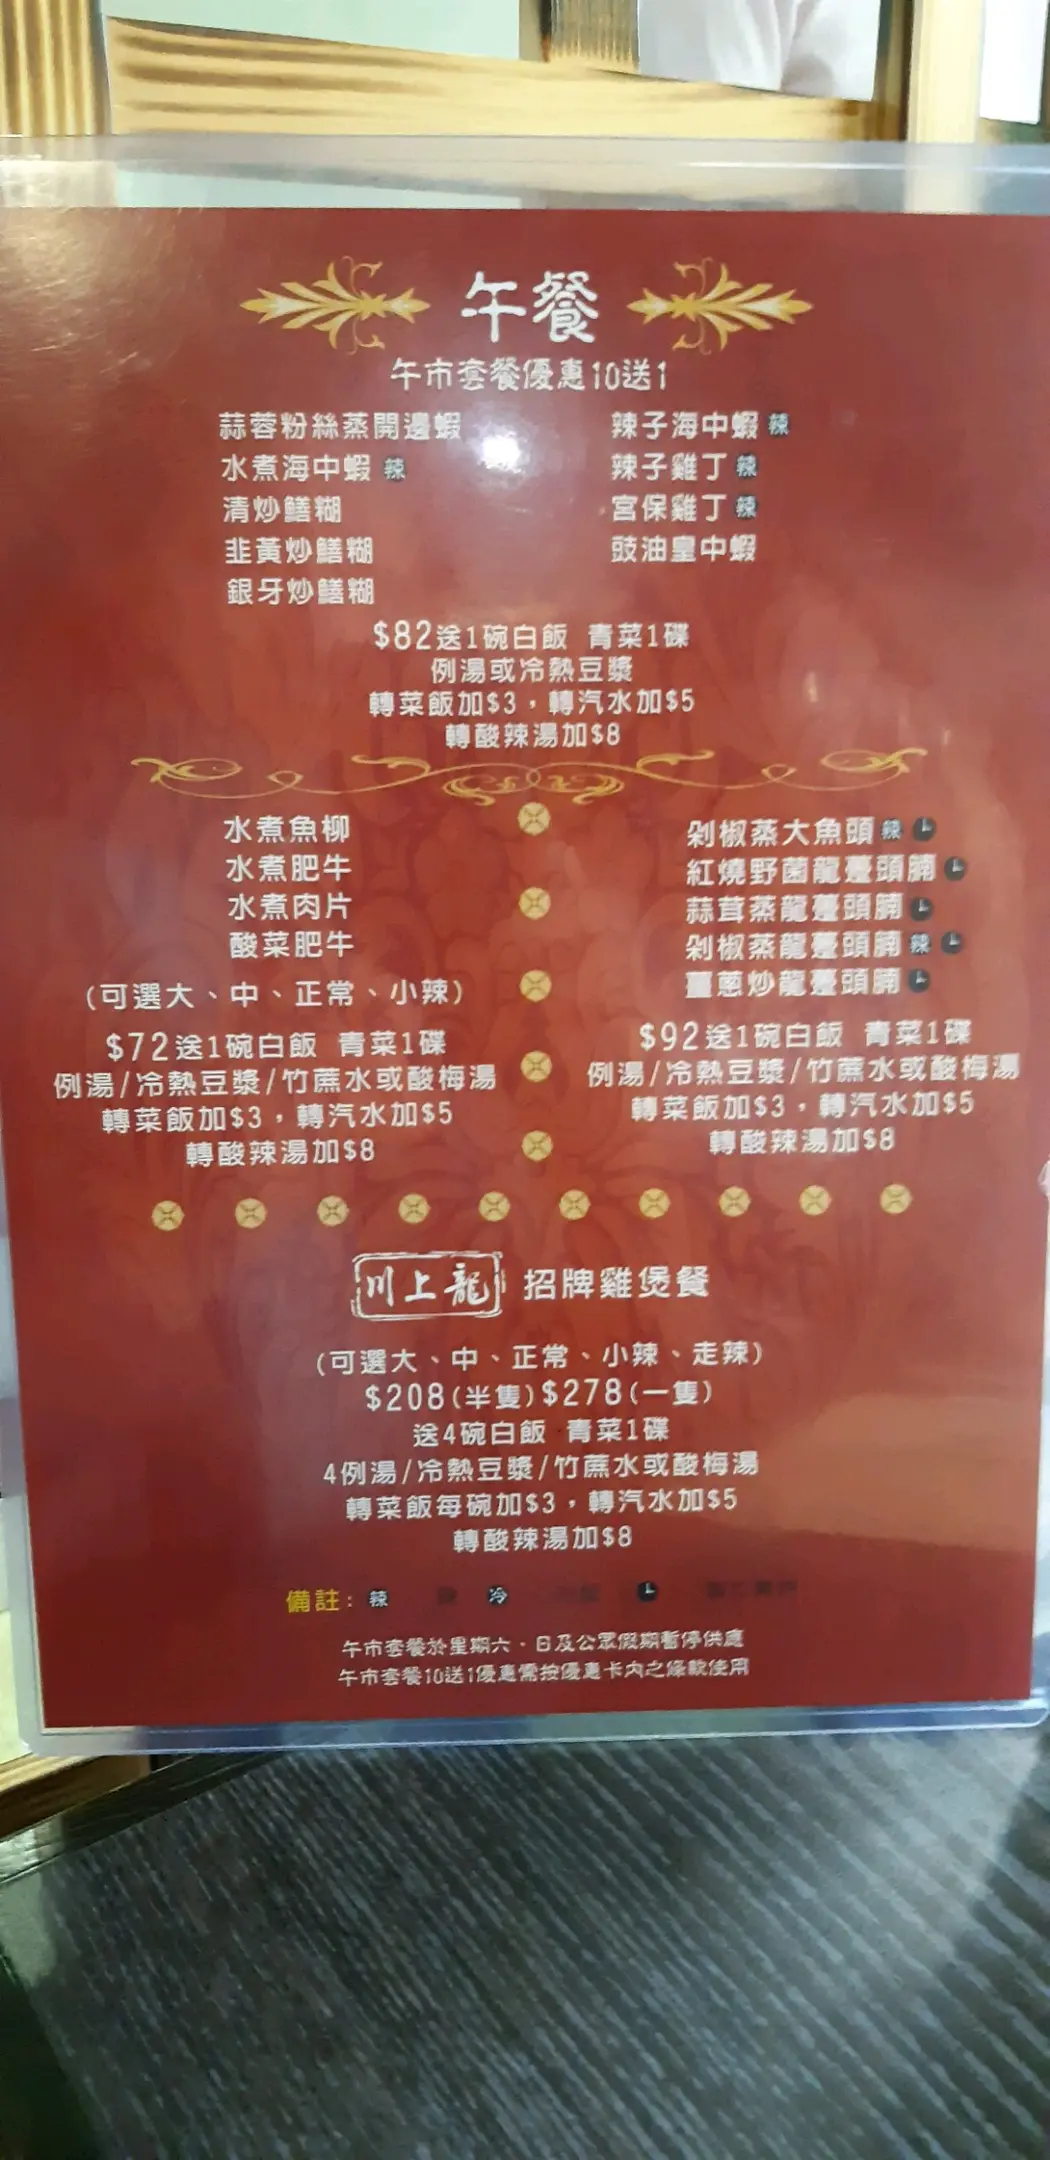 午餐
午市套餐優惠10送1
蒜蓉粉絲蒸開邊蝦
水煮海中蝦 辣
清炒鱔糊
韭黃炒鱔糊
銀牙炒鱔糊
辣子海中蝦 辣
辣子雞丁 辣
宮保雞丁 辣
豉油皇中蝦
$82送1碗白飯 青菜1碟
例湯或冷熱豆漿
轉菜飯加$3，轉汽水加$5
轉酸辣湯加$8
水煮魚柳
水煮肥牛
水煮肉片
酸菜肥牛
(可選大、中、正常、小辣)
$72送1碗白飯 青菜1碟
例湯/冷熱豆漿/竹蔗水或酸梅湯
轉菜飯加$3，轉汽水加$5
轉酸辣湯加$8
剁椒蒸大魚頭 辣
紅燒野菌龍躉頭腩
蒜茸蒸龍躉頭腩
剁椒蒸龍躉頭腩 辣
薑蔥炒龍躉頭腩
$92送1碗白飯 青菜1碟
例湯/冷熱豆漿/竹蔗水或酸梅湯
轉菜飯加$3，轉汽水加$5
轉酸辣湯加$8
川上龍 招牌雞煲餐
(可選大、中、正常、小辣、走辣)
$208(半隻)$278(一隻)
送4碗白飯 青菜1碟
4例湯/冷熱豆漿/竹蔗水或酸梅湯
轉菜飯每碗加$3，轉汽水加$5
轉酸辣湯加$8
備註: 辣 冷
午市套餐於星期六、日及公眾假期暫停供應
午市套餐10送1優惠需按優惠卡內之條款使用